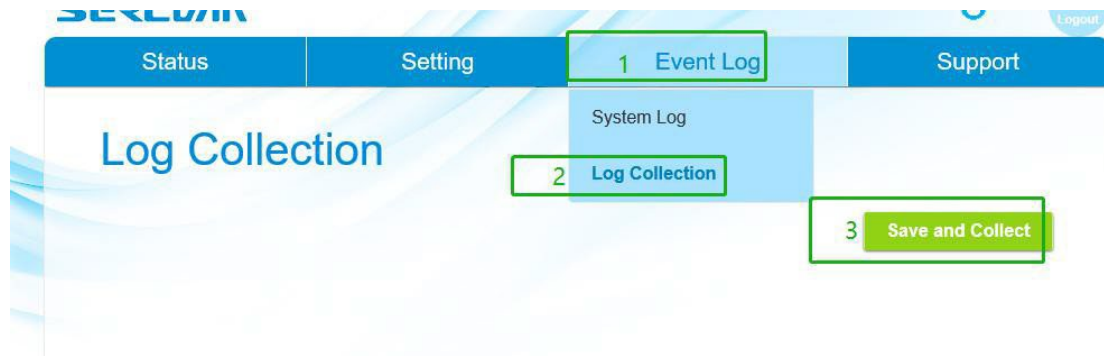 Logout
Status Setting 1 Event Log Support
System Log
Log Collection
2 Log Collection
3 Save and Collect